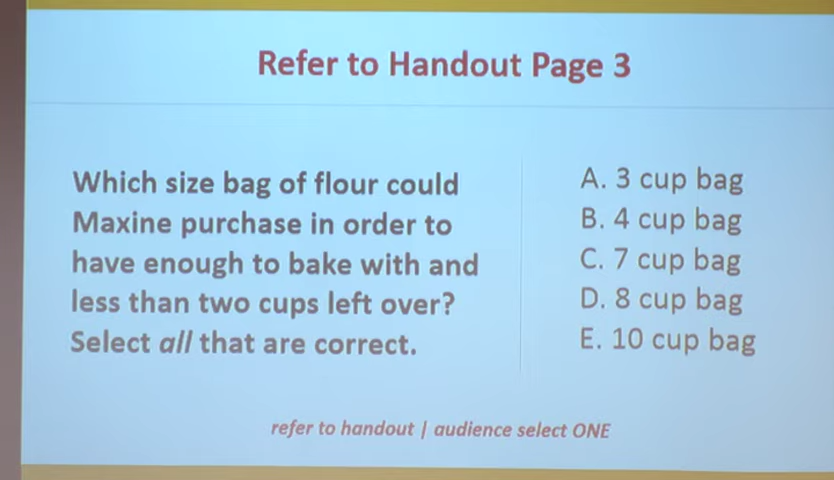 Refer to Handout Page 3
Which size bag of flour could
Maxine purchase in order to
have enough to bake with and
less than two cups left over?
Select all that are correct.
A. 3 cup bag
B. 4 cup bag
C. 7 cup bag
D. 8 cup bag
E. 10 cup bag
refer to handout | audience select ONE